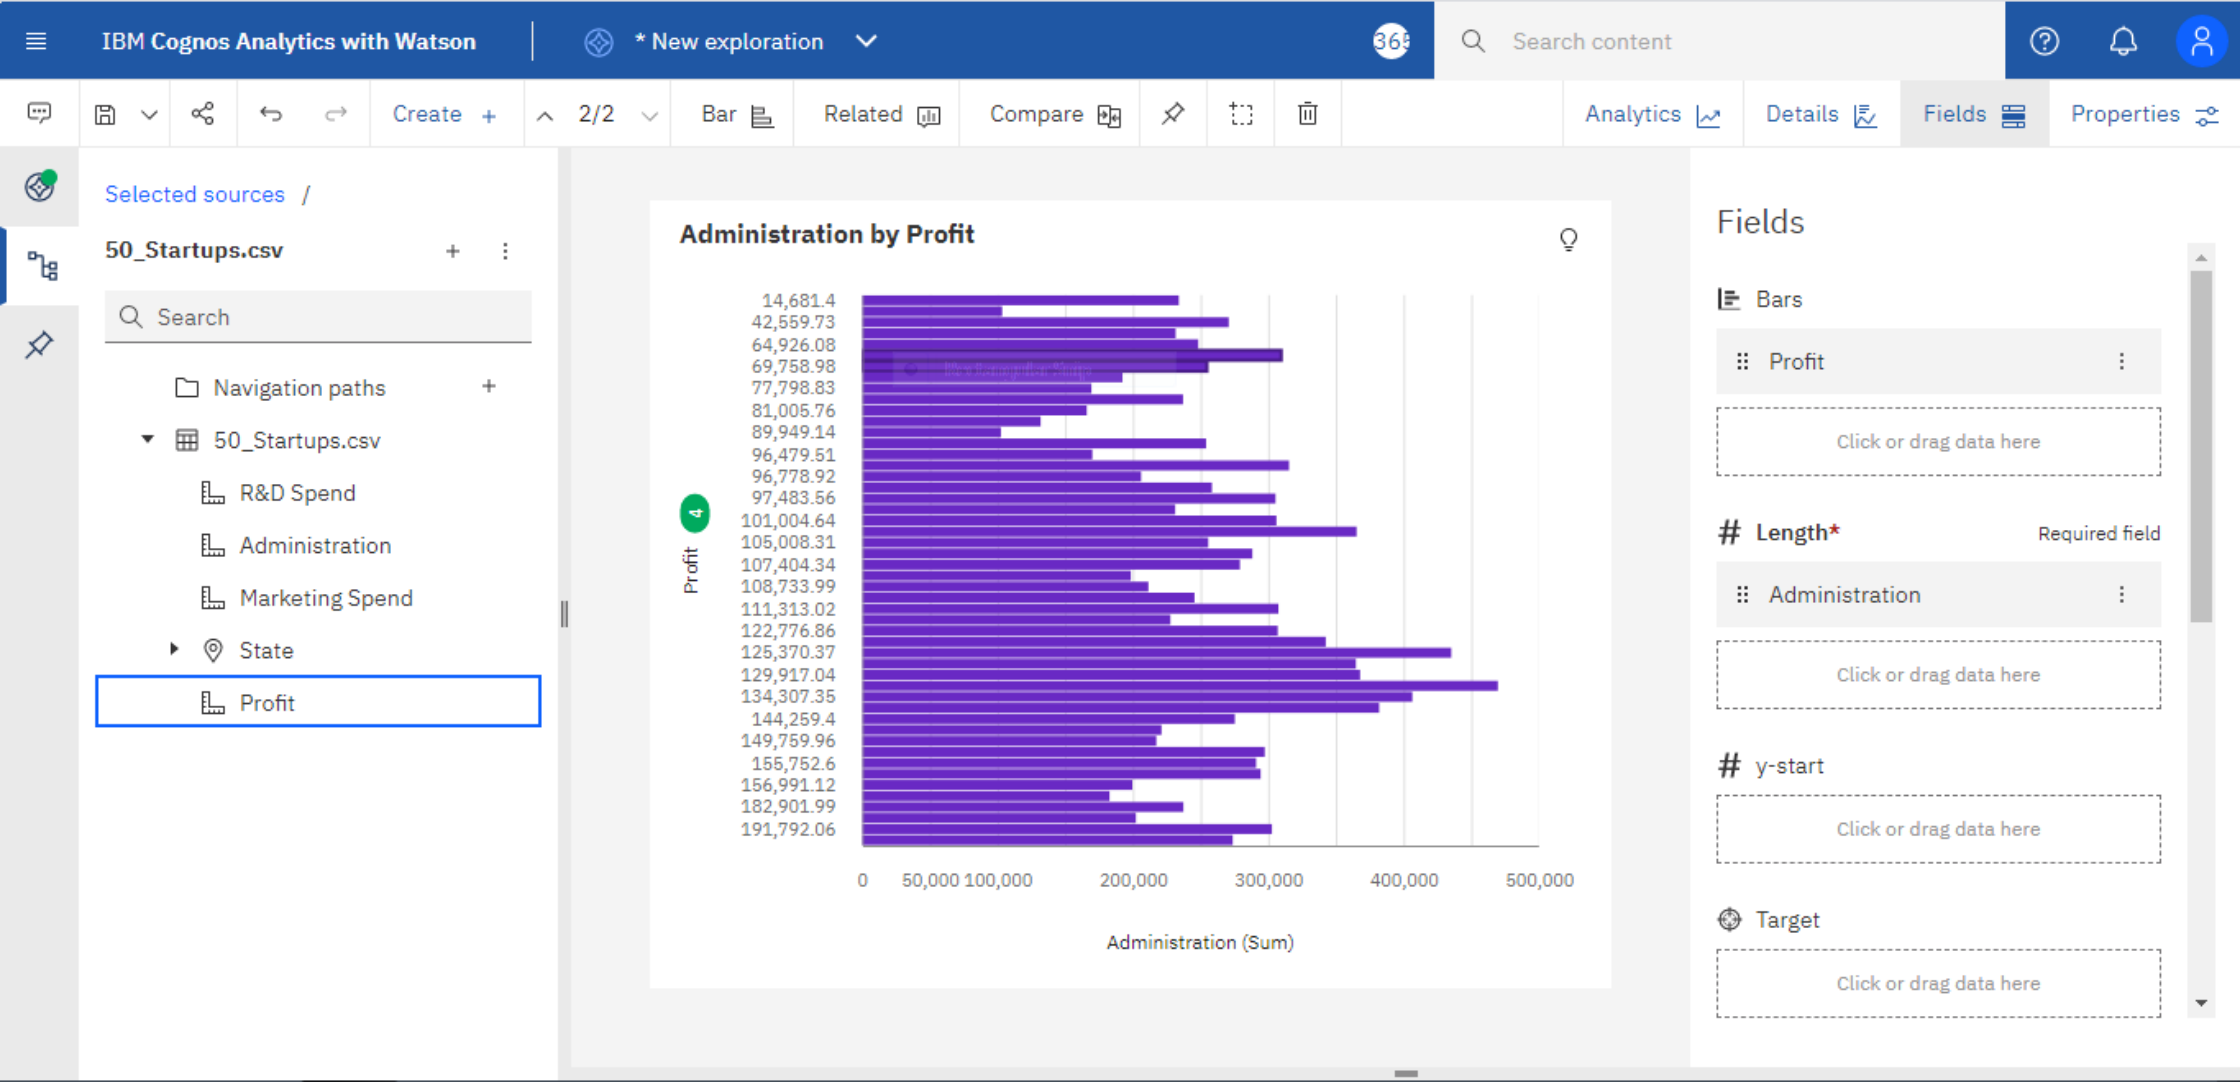 IBM Cognos Analytics with Watson
* New exploration
365
Search content
Create +
2/2
Bar
Related
Compare
Analytics
Details
Fields
Properties
Selected sources /
50_Startups.csv
Search
Navigation paths
50_Startups.csv
R&D Spend
Administration
Marketing Spend
State
Profit
Administration by Profit
14,681.4
42,559.73
64,926.08
69,758.98
77,798.83
81,005.76
89,949.14
96,479.51
96,778.92
97,483.56
101,004.64
105,008.31
107,404.34
108,733.99
111,313.02
122,776.86
125,370.37
129,917.04
134,307.35
144,259.4
149,759.96
155,752.6
156,991.12
182,901.99
191,792.06
Profit
4
0 50,000 100,000 200,000 300,000 400,000 500,000
Administration (Sum)
Fields
Bars
Profit
Click or drag data here
# Length* Required field
Administration
Click or drag data here
# y-start
Click or drag data here
Target
Click or drag data here